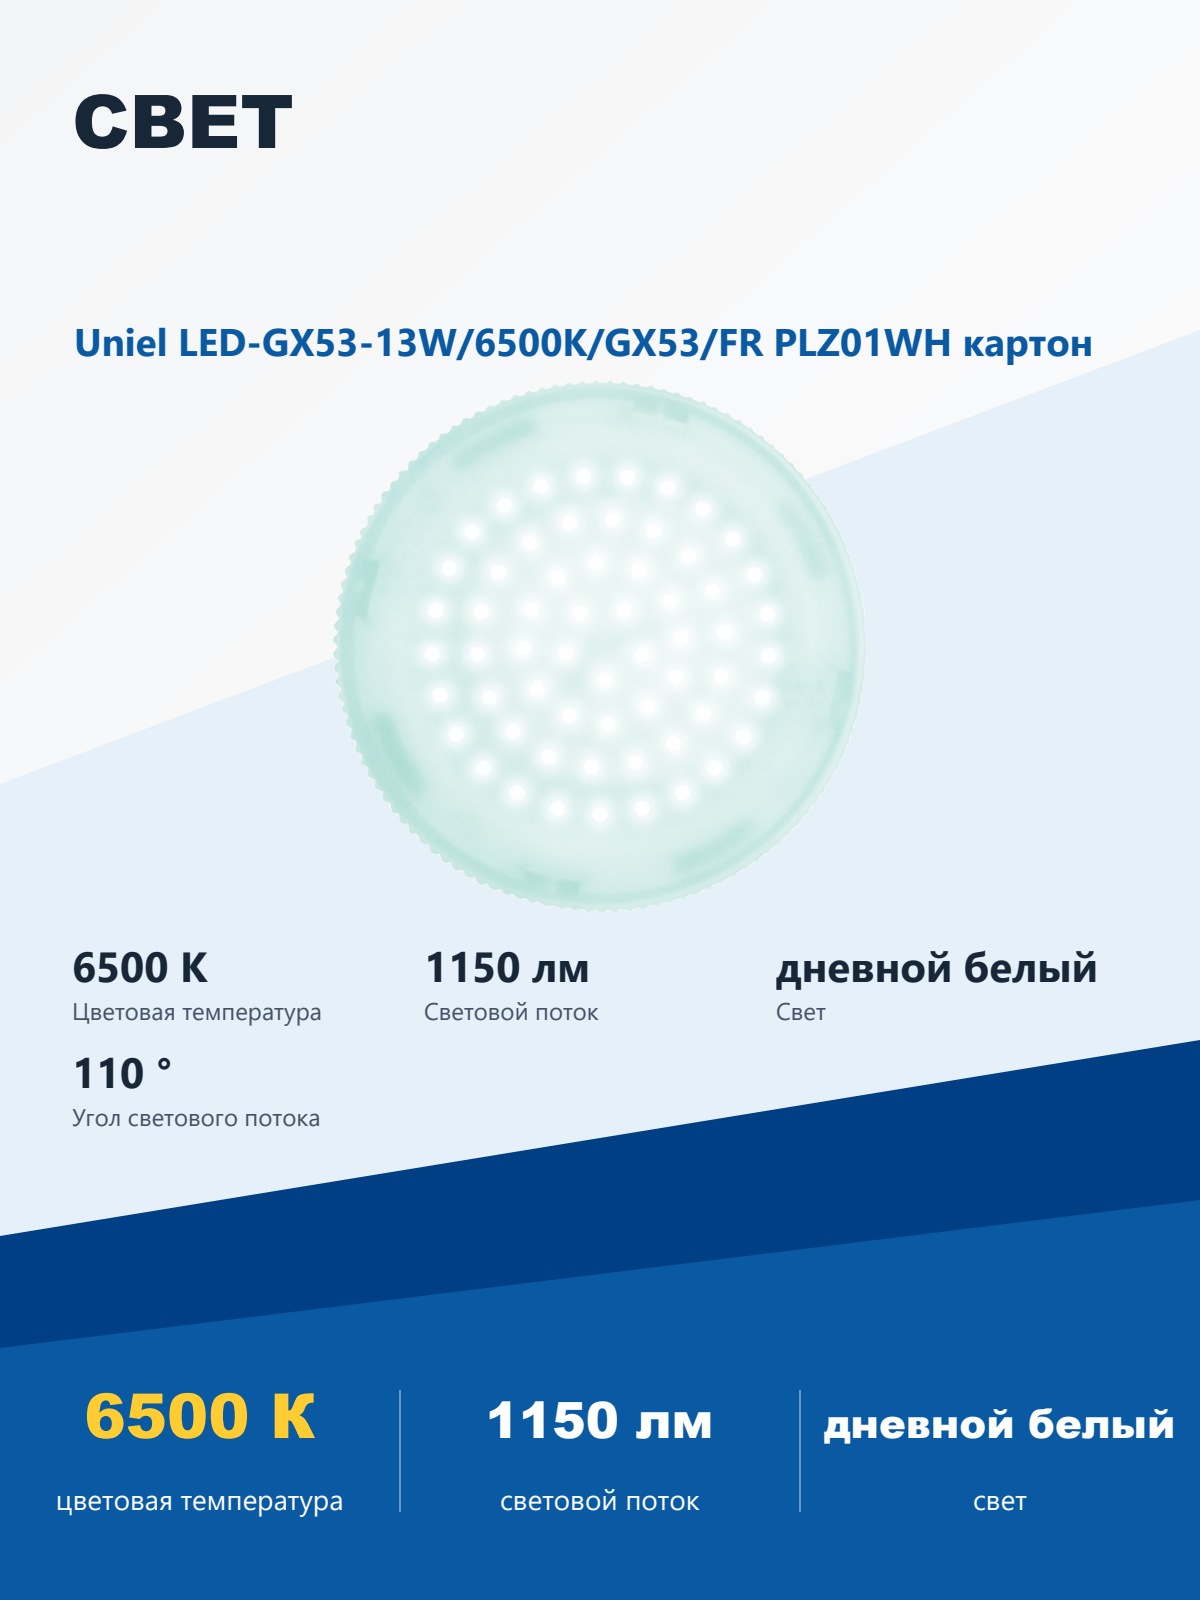 СВЕТ
Uniel LED-GX53-13W/6500K/GX53/FR PLZ01WH картон
6500 К
1150 лм
дневной белый
Цветовая температура
Световой поток
Свет
110 °
Угол светового потока
6500 К
1150 лм
дневной белый
цветовая температура
световой поток
свет